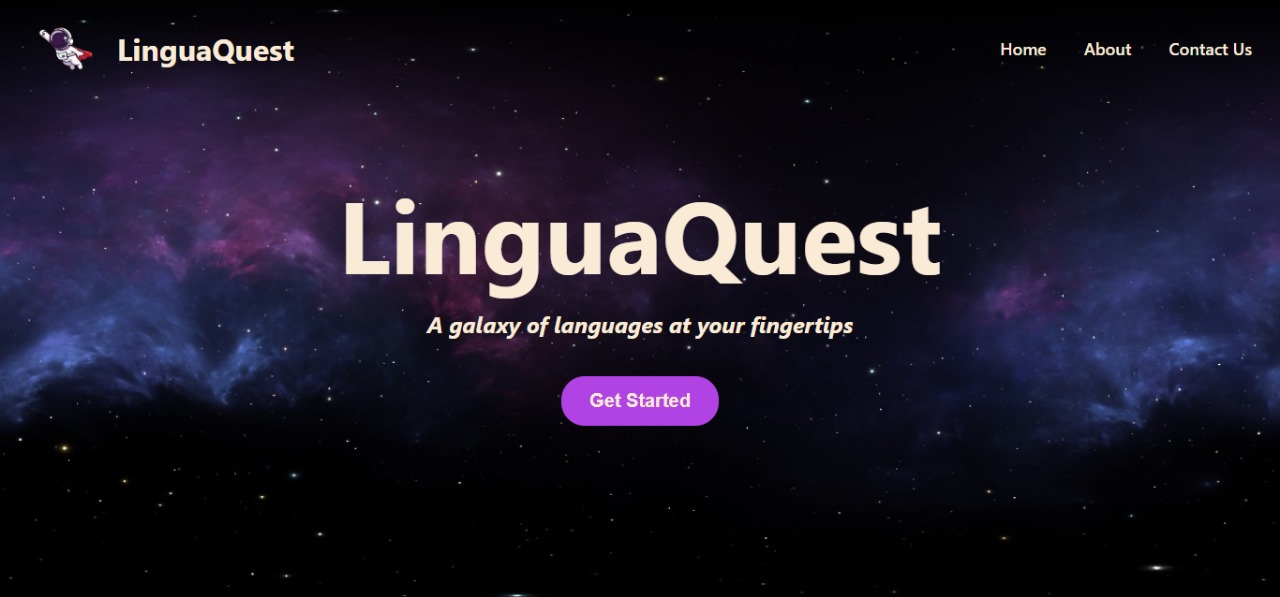 LinguaQuest
Home About Contact Us
LinguaQuest
A galaxy of languages at your fingertips
Get Started